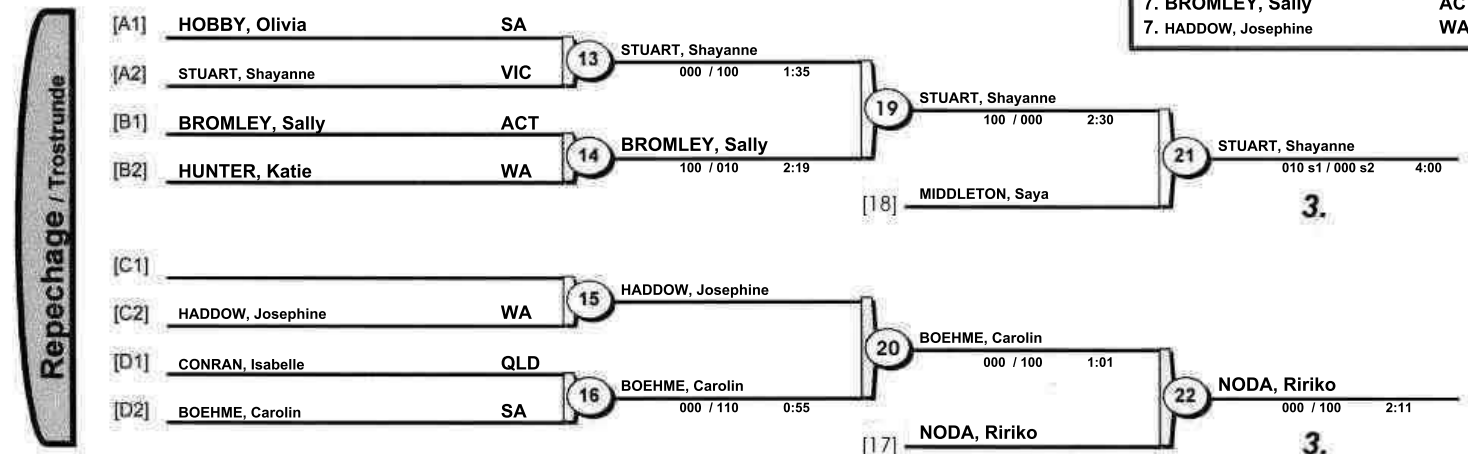 7. BROMLEY, Sally AC
7. HADDOW, Josephine WA
Repechage / Trostrunde
[A1] HOBBY, Olivia SA
[A2] STUART, Shayanne VIC
13 STUART, Shayanne
000 / 100 1:35
[B1] BROMLEY, Sally ACT
[B2] HUNTER, Katie WA
14 BROMLEY, Sally
100 / 010 2:19
19 STUART, Shayanne
100 / 000 2:30
[18] MIDDLETON, Saya
21 STUART, Shayanne
010 s1 / 000 s2 4:00
3.
[C1]
[C2] HADDOW, Josephine WA
15 HADDOW, Josephine
[D1] CONRAN, Isabelle QLD
[D2] BOEHME, Carolin SA
16 BOEHME, Carolin
000 / 110 0:55
20 BOEHME, Carolin
000 / 100 1:01
[17] NODA, Ririko
22 NODA, Ririko
000 / 100 2:11
3.